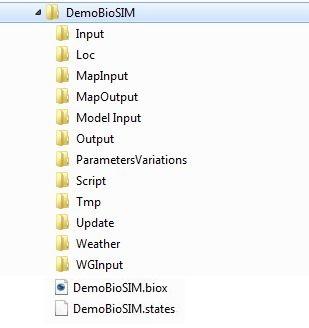 DemoBioSIM
Input
Loc
MapInput
MapOutput
Model Input
Output
ParametersVariations
Script
Tmp
Update
Weather
WGInput
DemoBioSIM.biox
DemoBioSIM.states